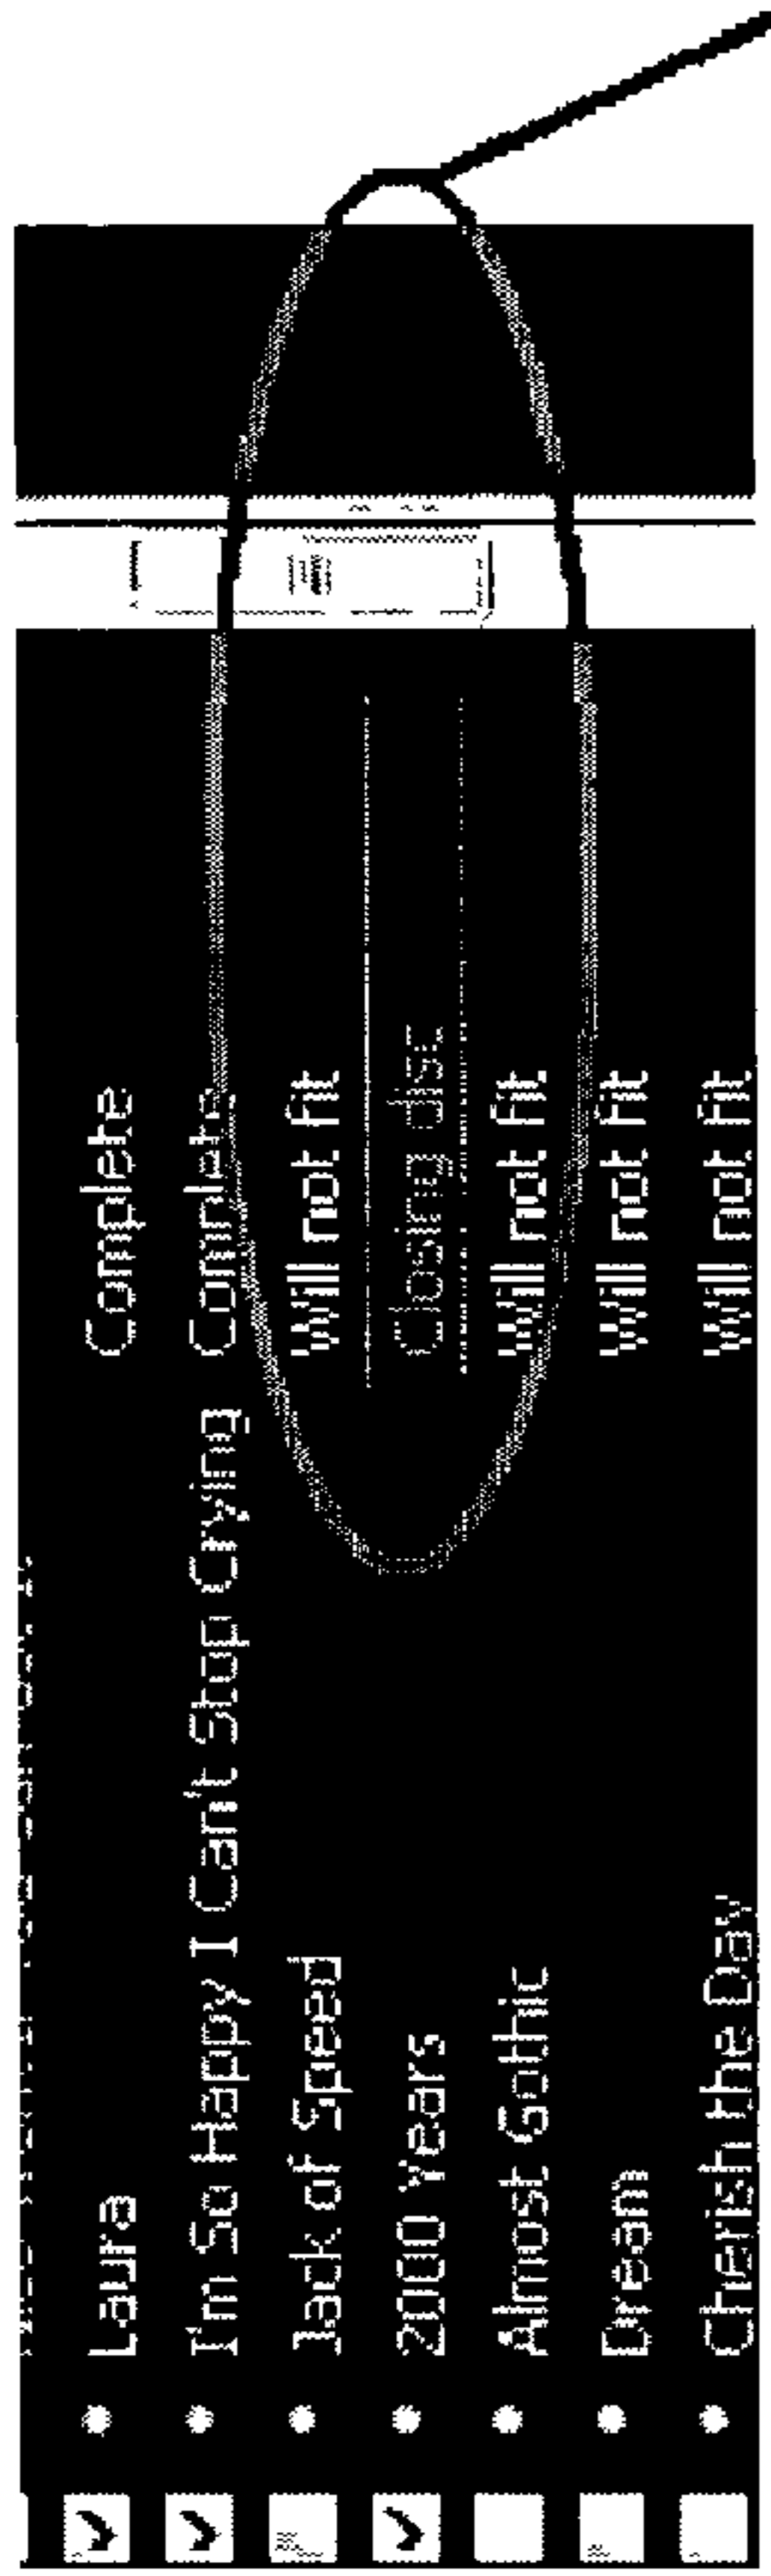 Laura Complete
I'm So Happy I Can't Stop Crying Complete
Jack of Speed Will not fit
2000 Years Closing disc
Almost Gothic Will not fit
Dream Will not fit
Cherish the Day Will not fit